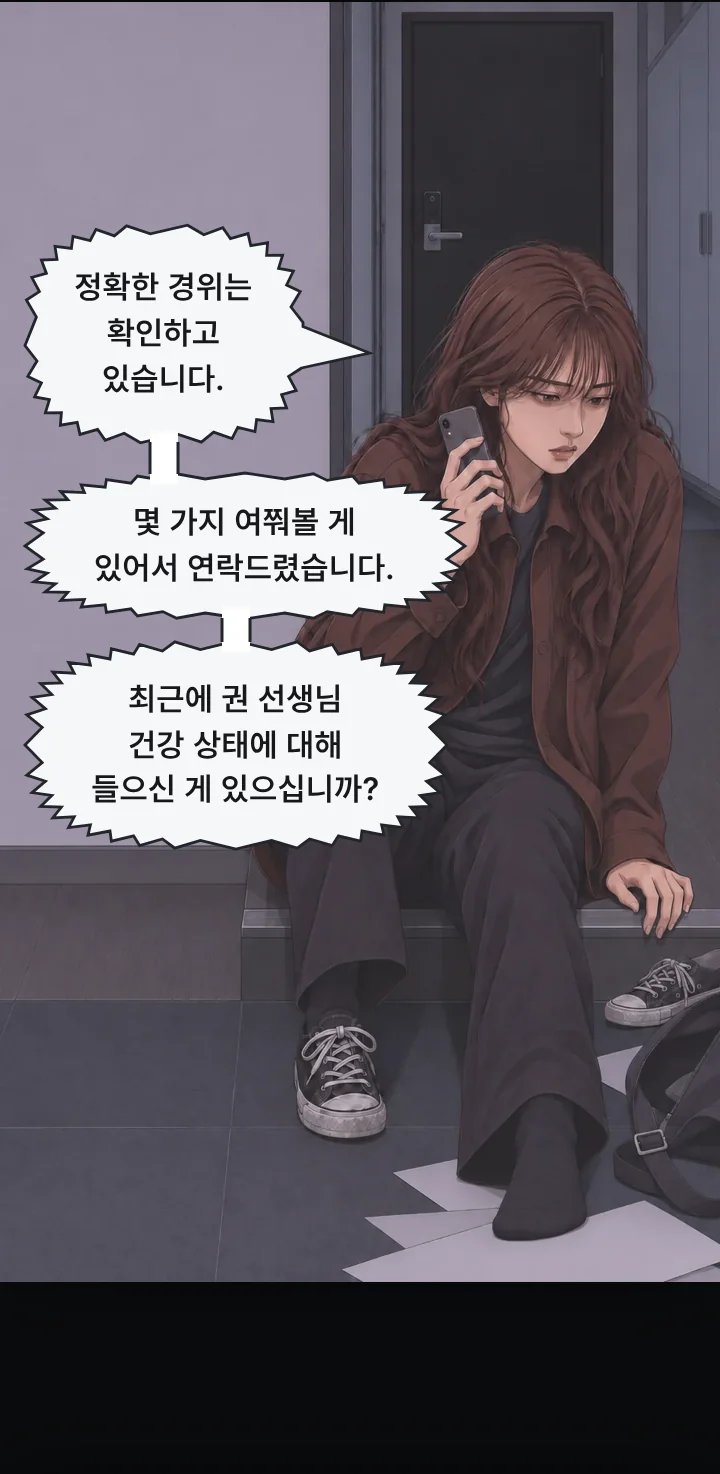 정확한 경위는
확인하고
있습니다.
몇 가지 여쭤볼 게
있어서 연락드렸습니다.
최근에 권 선생님
건강 상태에 대해
들으신 게 있으십니까?